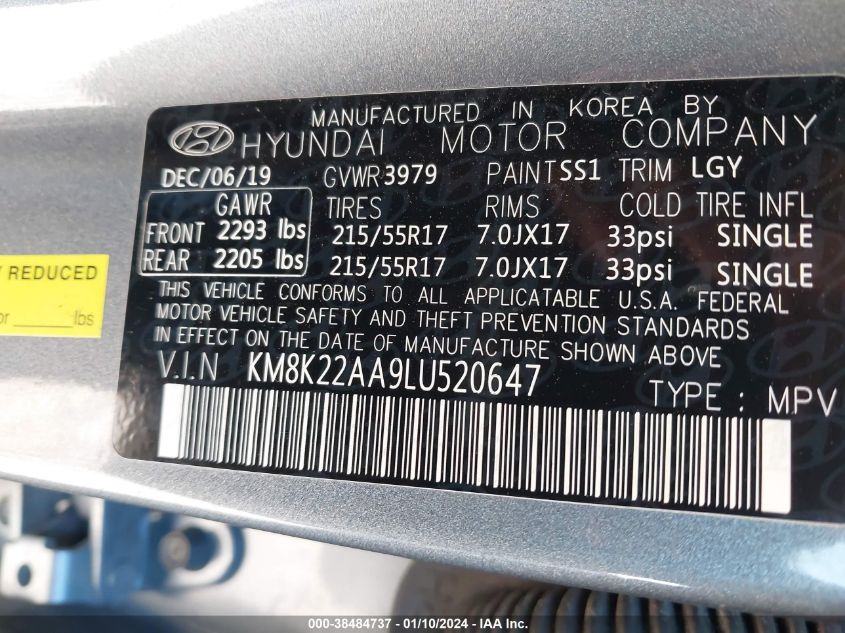 MANUFACTURED IN KOREA BY
HYUNDAI MOTOR COMPANY
DEC/06/19 GVWR 3979 PAINT SS1 TRIM LGY
GAWR TIRES RIMS COLD TIRE INFL
FRONT 2293 lbs 215/55R17 7.0JX17 33psi SINGLE
REAR 2205 lbs 215/55R17 7.0JX17 33psi SINGLE
THIS VEHICLE CONFORMS TO ALL APPLICATABLE U.S.A. FEDERAL
MOTOR VEHICLE SAFETY AND THEFT PREVENTION STANDARDS
IN EFFECT ON THE DATE OF MANUFACTURE SHOWN ABOVE
V.I.N KM8K22AA9LU520647 TYPE : MPV
REDUCED
lbs
000-38484737 - 01/10/2024 - IAA Inc.